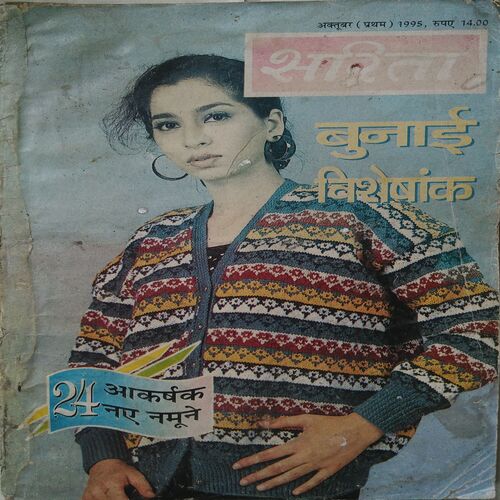 अक्तूबर ( प्रथम ) 1995, रुपए 14.00
सरिता
बुनाई
विशेषांक
24 आकर्षक
नए नमूने